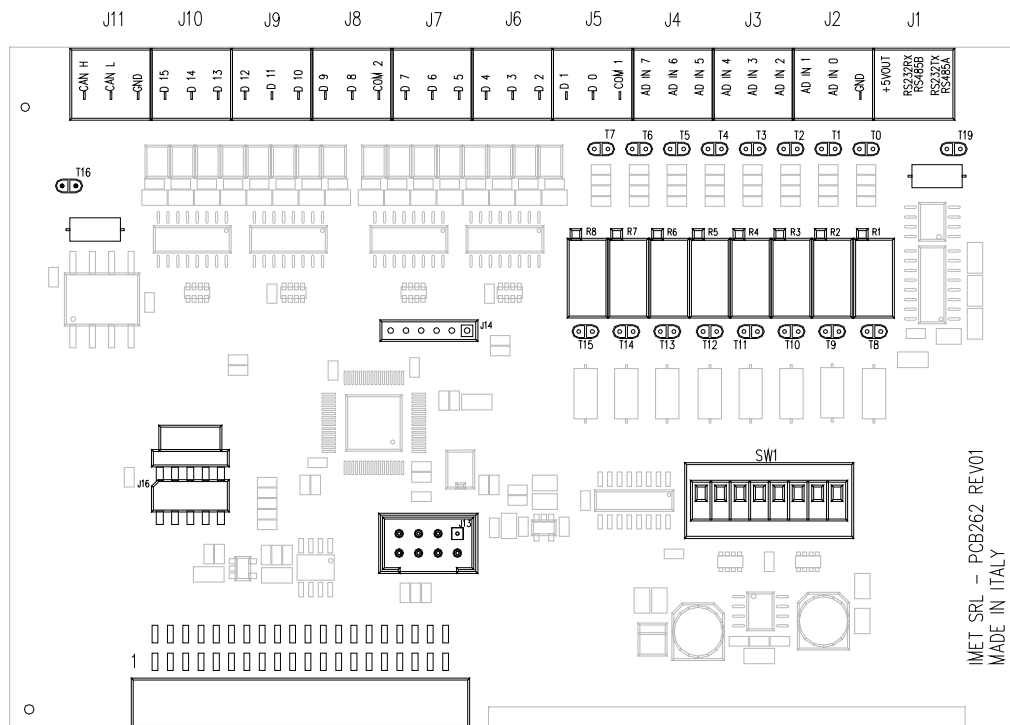 J11 J10 J9 J8 J7 J6 J5 J4 J3 J2 J1
CAN H
CAN L
GND
D 15
D 14
D 13
D 12
D 11
D 10
D 9
D 8
COM 2
D 7
D 6
D 5
D 4
D 3
D 2
D 1
D 0
COM 1
AD IN 7
AD IN 6
AD IN 5
AD IN 4
AD IN 3
AD IN 2
AD IN 1
AD IN 0
GND
+5VOUT
RS232RX
RS485B
RS232TX
RS485A
T7 T6 T5 T4 T3 T2 T1 T0 T19
T16
R8 R7 R6 R5 R4 R3 R2 R1
J14
T15 T14 T13 T12 T11 T10 T9 T8
SW1
J16
J13
1
IMET SRL - PCB262 REV01
MADE IN ITALY